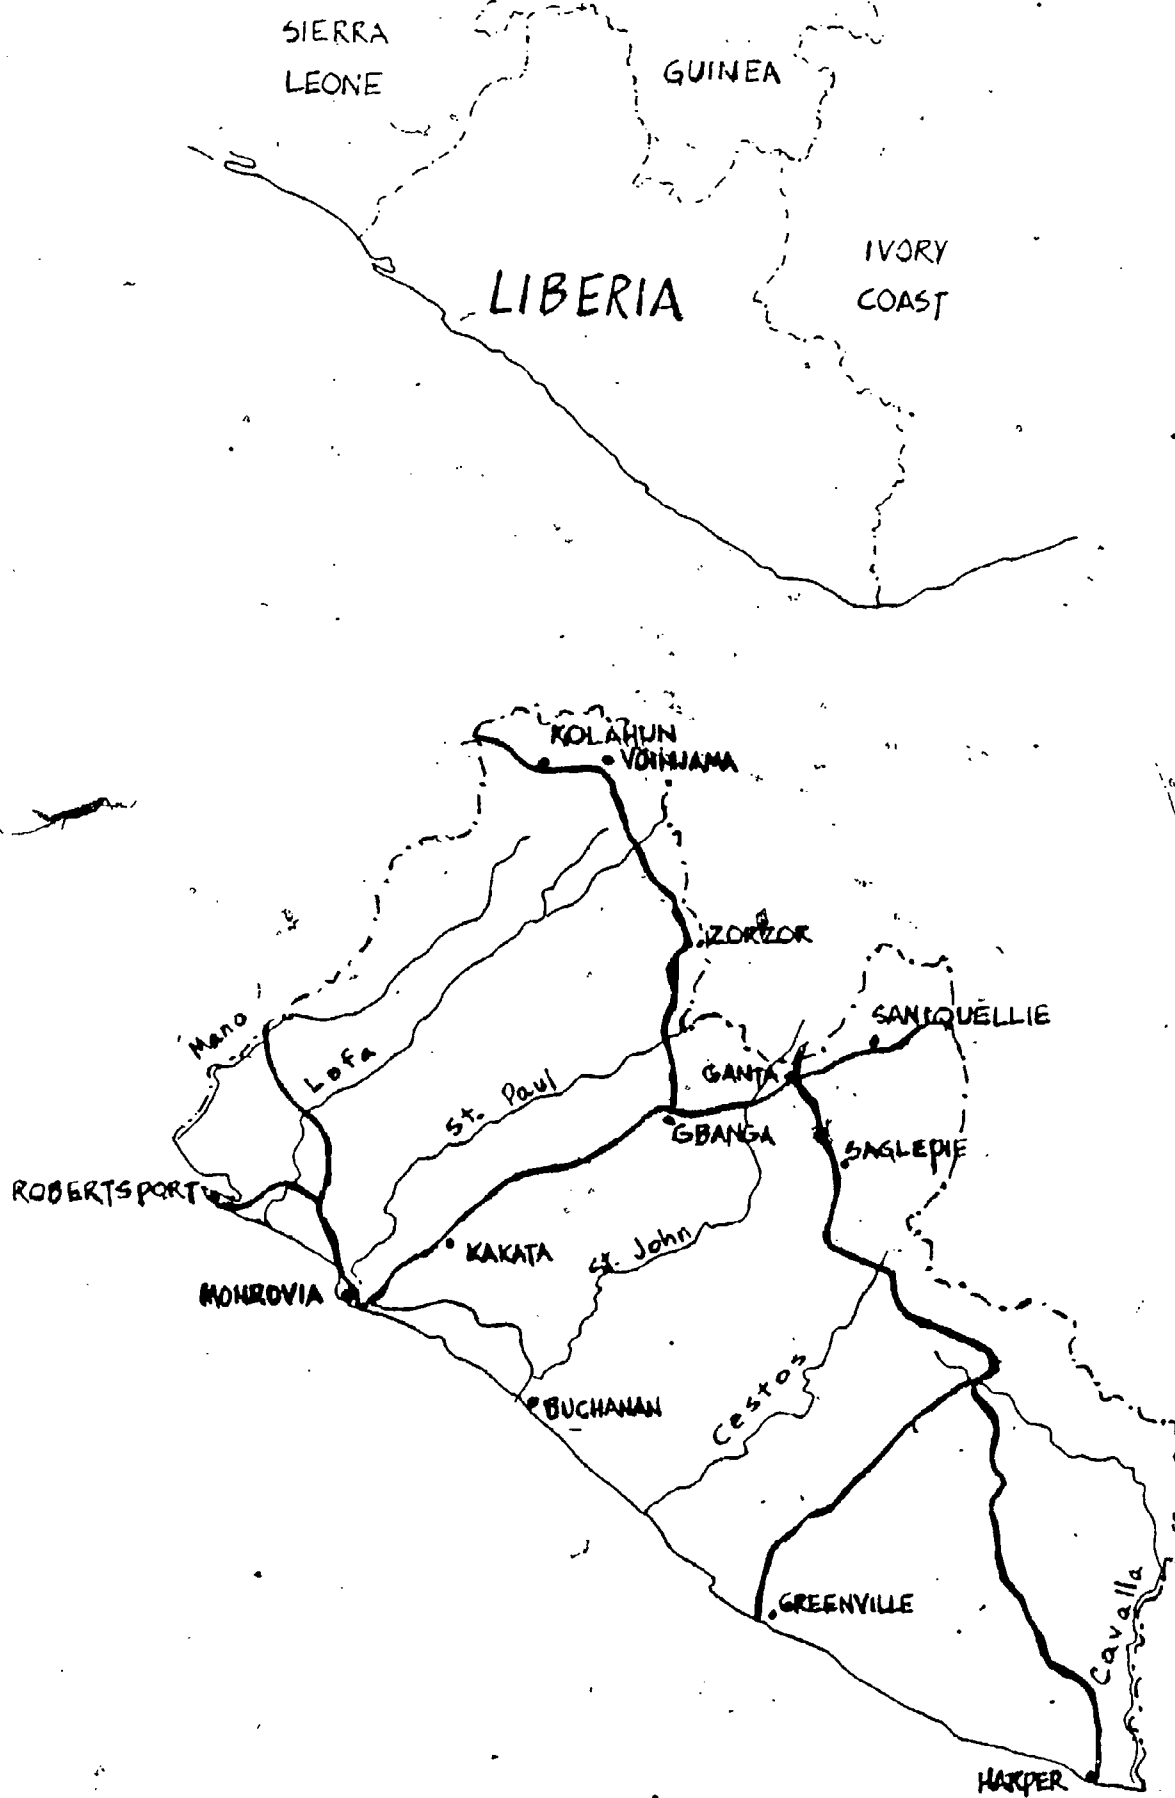 SIERRA
LEONE
GUINEA
IVORY
COAST
LIBERIA
KOLAHUN
VOINJAMA
ZORZOR
Mano
SANIQUELLIE
Lofa
GANTA
St. Paul
GBANGA
SAGLEPIE
ROBERTSPORT
KAKATA
St. John
MONROVIA
Cestos
BUCHANAN
GREENVILLE
Cavalla
HARPER